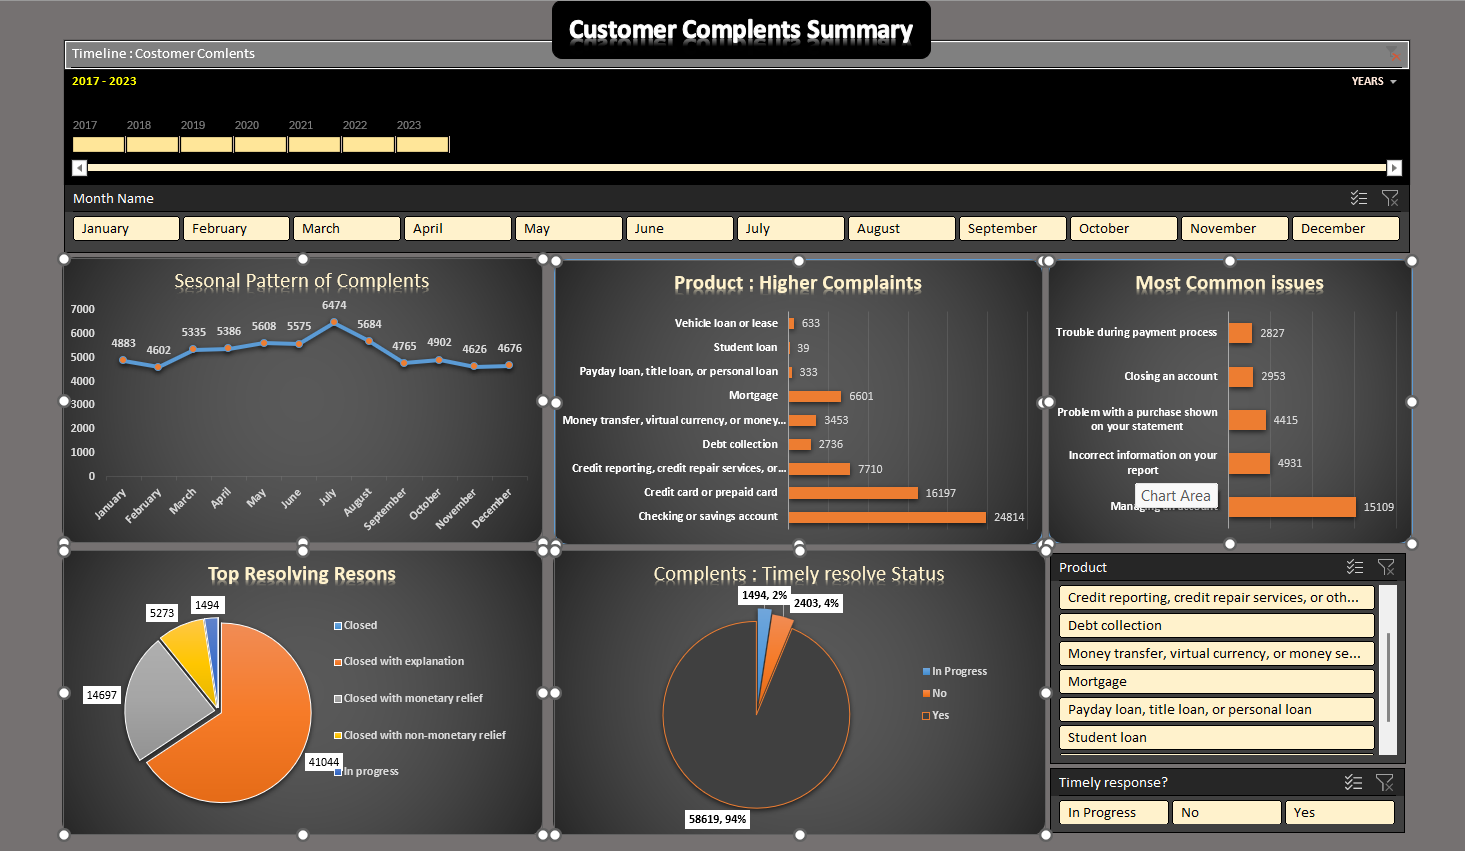 Customer Complents Summary
Timeline : Costomer Comlents
2017 - 2023
YEARS
2017 2018 2019 2020 2021 2022 2023
Month Name
January February March April May June July August September October November December
Sesonal Pattern of Complents
7000
6000
5000
4000
3000
2000
1000
0
4883 4602 5335 5386 5608 5575 6474 5684 4765 4902 4626 4676
January February March April May June July August September October November December
Product : Higher Complaints
Vehicle loan or lease 633
Student loan 39
Payday loan, title loan, or personal loan 333
Mortgage 6601
Money transfer, virtual currency, or money... 3453
Debt collection 2736
Credit reporting, credit repair services, or... 7710
Credit card or prepaid card 16197
Checking or savings account 24814
Most Common issues
Trouble during payment process 2827
Closing an account 2953
Problem with a purchase shown
on your statement 4415
Incorrect information on your
report 4931
Chart Area
Managing an account 15109
Top Resolving Resons
1494
5273
14697
41044
Closed
Closed with explanation
Closed with monetary relief
Closed with non-monetary relief
In progress
Complents : Timely resolve Status
1494, 2%
2403, 4%
58619, 94%
In Progress
No
Yes
Product
Credit reporting, credit repair services, or oth...
Debt collection
Money transfer, virtual currency, or money se...
Mortgage
Payday loan, title loan, or personal loan
Student loan
Timely response?
In Progress No Yes